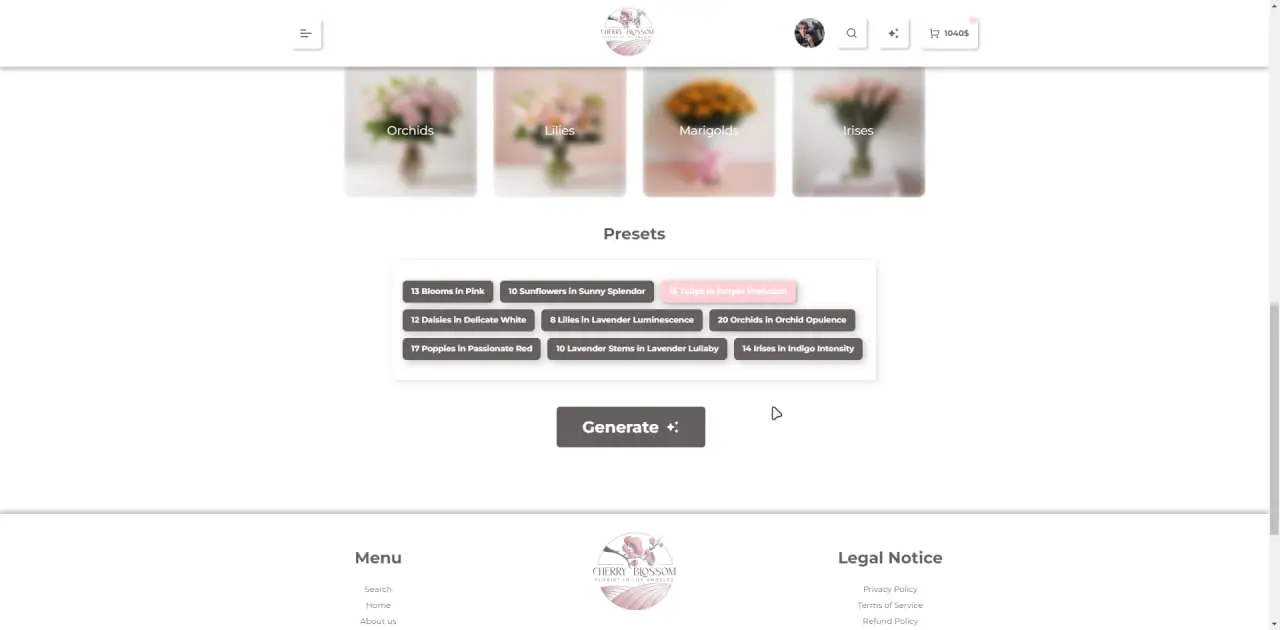 CHERRY BLOSSOM
1040$
Orchids
Lilies
Marigolds
Irises
Presets
13 Blooms in Pink
10 Sunflowers in Sunny Splendor
Tulips in Purple Profusion
12 Daisies in Delicate White
8 Lilies in Lavender Luminescence
20 Orchids in Orchid Opulence
17 Poppies in Passionate Red
10 Lavender Stems in Lavender Lullaby
14 Irises in Indigo Intensity
Generate
CHERRY BLOSSOM
FLORIST IN LOS ANGELES
Menu
Search
Home
About us
Legal Notice
Privacy Policy
Terms of Service
Refund Policy